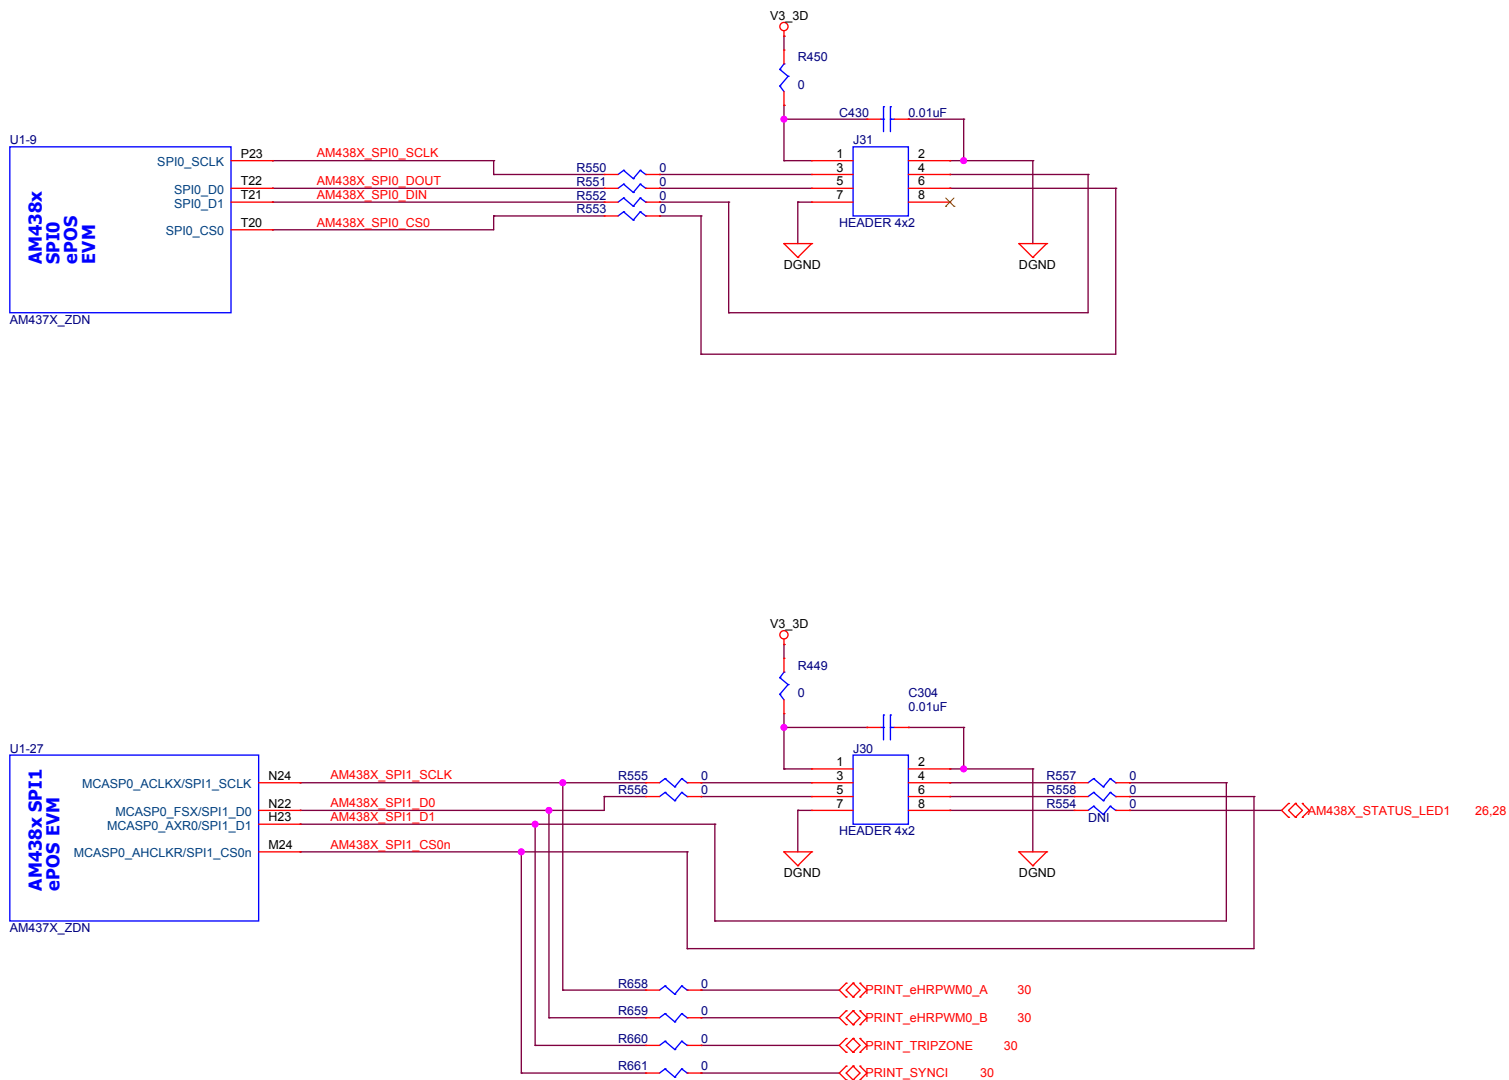 V3_3D
R450
0
C430 0.01uF
U1-9
J31
SPI0_SCLK P23 AM438X_SPI0_SCLK
1 2
R550 0 3 4
SPI0_D0 T22 AM438X_SPI0_DOUT R551 0 5 6
SPI0_D1 T21 AM438X_SPI0_DIN R552 0 7 8
R553 0
SPI0_CS0 T20 AM438X_SPI0_CS0
HEADER 4x2
AM438x
SPI0
ePOS
EVM
DGND DGND
AM437X_ZDN
V3_3D
R449
0
C304
0.01uF
U1-27
J30
1 2
MCASP0_ACLKX/SPI1_SCLK N24 AM438X_SPI1_SCLK R555 0 3 4 R557 0
R556 0 5 6 R558 0
MCASP0_FSX/SPI1_D0 N22 AM438X_SPI1_D0 7 8 R554 0
DNI
AM438X_STATUS_LED1 26,28
MCASP0_AXR0/SPI1_D1 H23 AM438X_SPI1_D1
HEADER 4x2
MCASP0_AHCLKR/SPI1_CS0n M24 AM438X_SPI1_CS0n
AM438x SPI1
ePOS EVM
DGND DGND
AM437X_ZDN
R658 0 PRINT_eHRPWM0_A 30
R659 0 PRINT_eHRPWM0_B 30
R660 0 PRINT_TRIPZONE 30
R661 0 PRINT_SYNCI 30